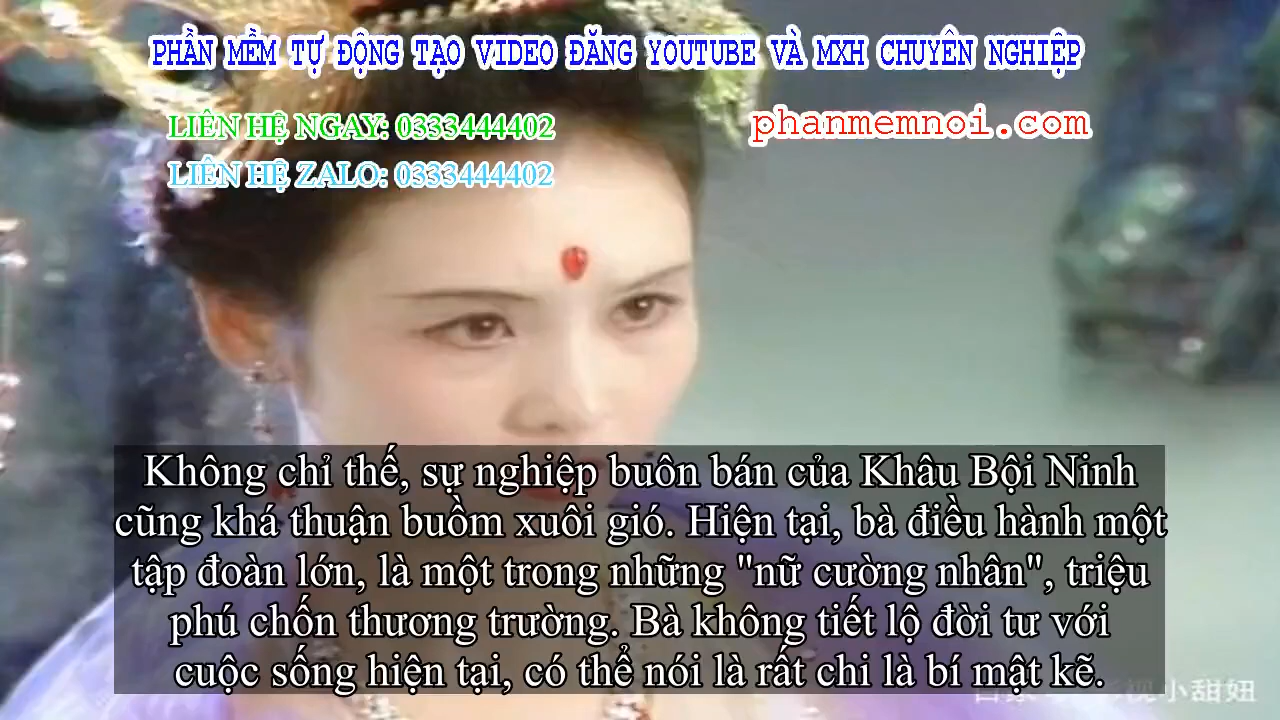 PHẦN MỀM TỰ ĐỘNG TẠO VIDEO ĐĂNG YOUTUBE VÀ MXH CHUYÊN NGHIỆP
LIÊN HỆ NGAY: 0333444402
phanmemnoi.com
LIÊN HỆ ZALO: 0333444402
Không chỉ thế, sự nghiệp buôn bán của Khâu Bội Ninh
cũng khá thuận buồm xuôi gió. Hiện tại, bà điều hành một
tập đoàn lớn, là một trong những "nữ cường nhân", triệu
phú chốn thương trường. Bà không tiết lộ đời tư với
cuộc sống hiện tại, có thể nói là rất chi là bí mật kẽ.
小甜妞